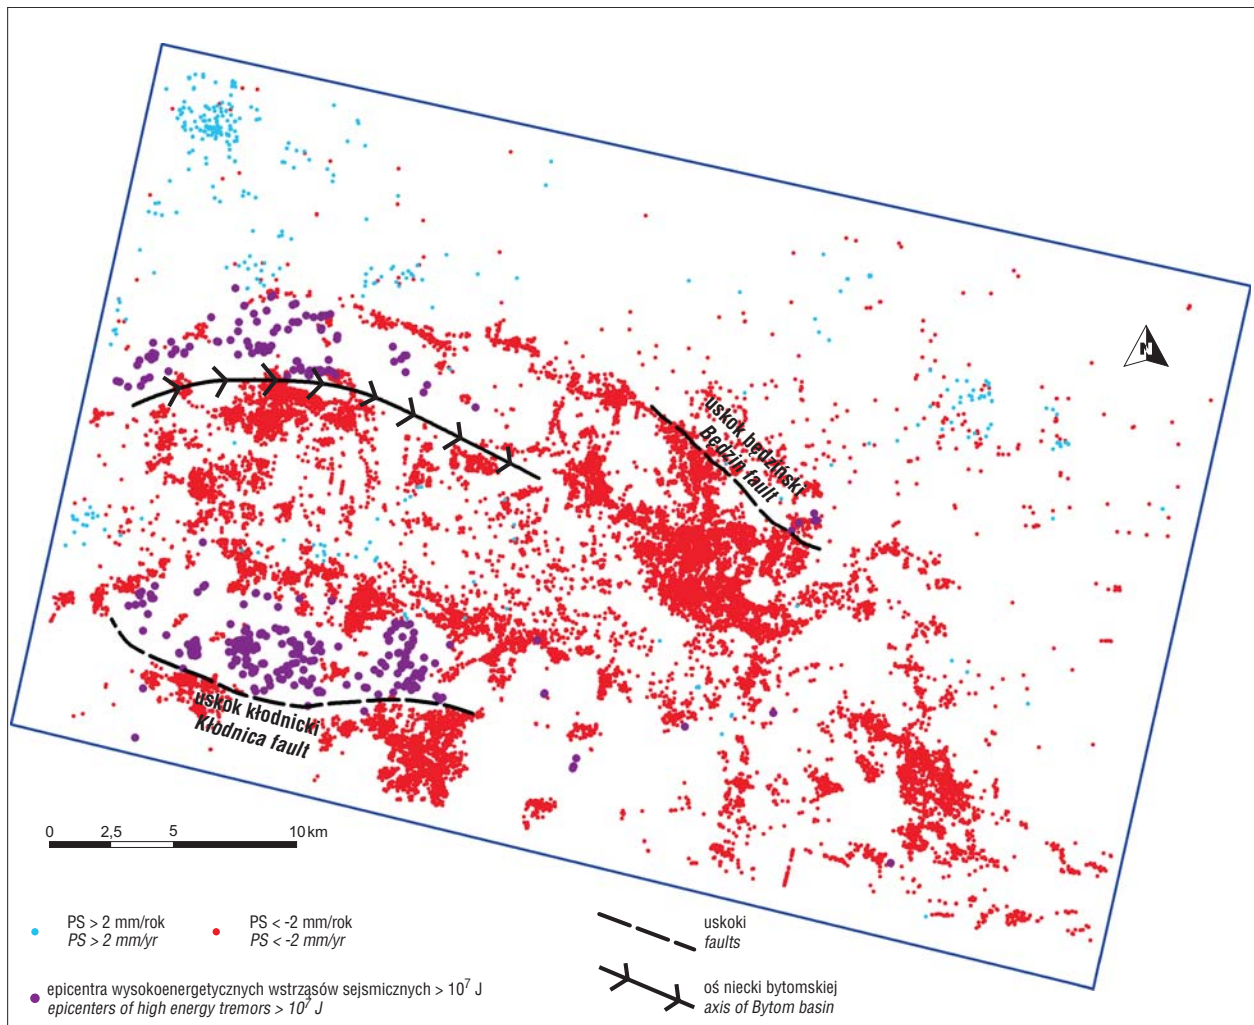 N
uskok będziński
Będzin fault
uskok kłodnicki
Kłodnica fault
0 2,5 5 10 km
PS > 2 mm/rok
PS > 2 mm/yr
PS < -2 mm/rok
PS < -2 mm/yr
epicentra wysokoenergetycznych wstrząsów sejsmicznych > 10⁷ J
epicenters of high energy tremors > 10⁷ J
uskoki
faults
oś niecki bytomskiej
axis of Bytom basin